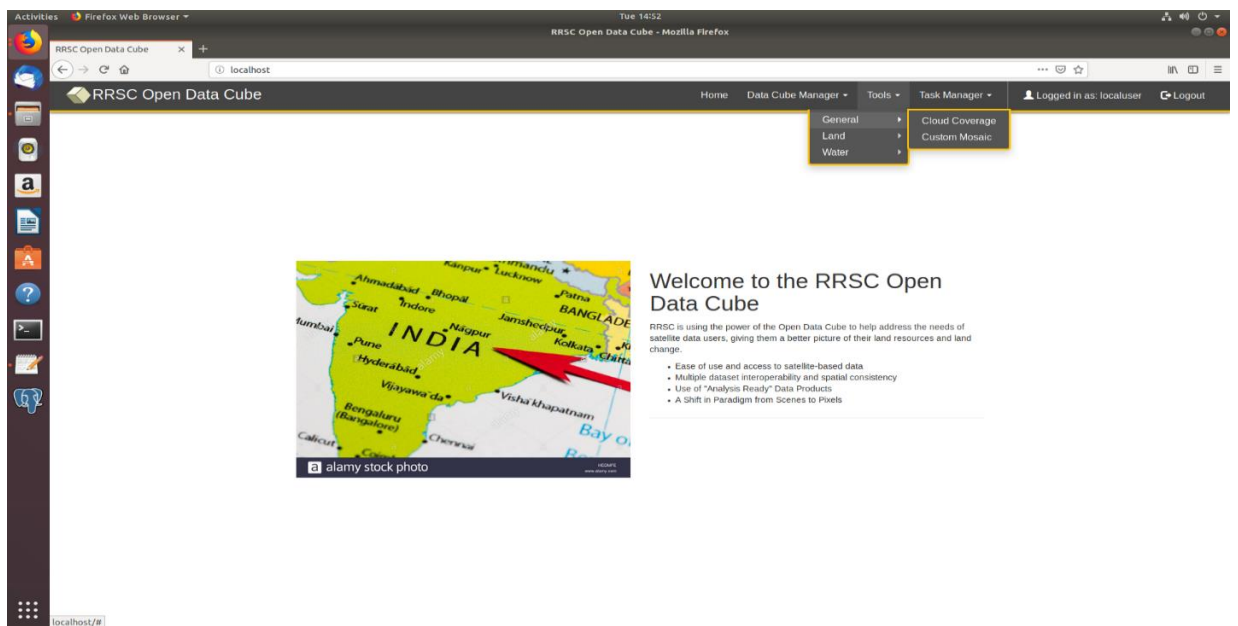 Activities Firefox Web Browser Tue 14:52
RRSC Open Data Cube - Mozilla Firefox
RRSC Open Data Cube × +
localhost
RRSC Open Data Cube Home Data Cube Manager Tools Task Manager Logged in as: localuser Logout
General Cloud Coverage
Land Custom Mosaic
Water
Kanpur Lucknow
Ahmadabad Bhopal Patna
Surat Indore BANGLADE
Jamshedpur
Nagpur Kolkata
INDIA
Pune
Hyderabad
Vijayawada
Visha khapatnam
Bengaluru
(Bangalore)
Bay o
Calicut Chennai
a alamy stock photo
www.alamy.com
Welcome to the RRSC Open
Data Cube
RRSC is using the power of the Open Data Cube to help address the needs of
satellite data users, giving them a better picture of their land resources and land
change.
• Ease of use and access to satellite-based data
• Multiple dataset interoperability and spatial consistency
• Use of "Analysis Ready" Data Products
• A Shift in Paradigm from Scenes to Pixels
localhost/#